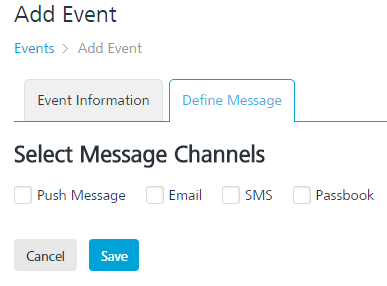 Add Event
Events > Add Event
Event Information Define Message
Select Message Channels
Push Message Email SMS Passbook
Cancel Save